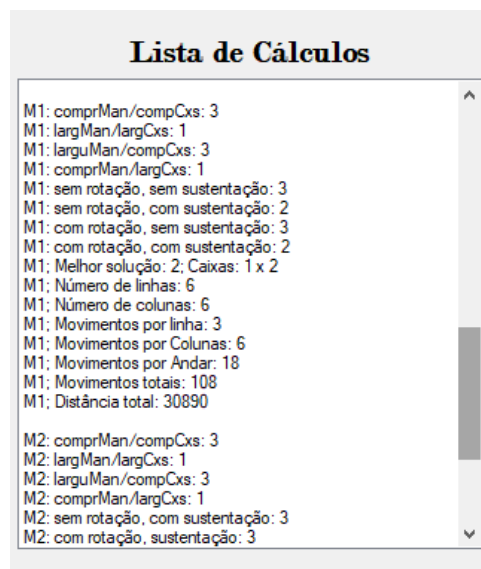 Lista de Cálculos
M1: comprMan/compCxs: 3
M1: largMan/largCxs: 1
M1: larguMan/compCxs: 3
M1: comprMan/largCxs: 1
M1: sem rotação, sem sustentação: 3
M1: sem rotação, com sustentação: 2
M1: com rotação, sem sustentação: 3
M1: com rotação, com sustentação: 2
M1; Melhor solução: 2; Caixas: 1 x 2
M1; Número de linhas: 6
M1; Número de colunas: 6
M1; Movimentos por linha: 3
M1; Movimentos por Colunas: 6
M1; Movimentos por Andar: 18
M1; Movimentos totais: 108
M1; Distância total: 30890
M2: comprMan/compCxs: 3
M2: largMan/largCxs: 1
M2: larguMan/compCxs: 3
M2: comprMan/largCxs: 1
M2: sem rotação, com sustentação: 3
M2: com rotação, sustentação: 3